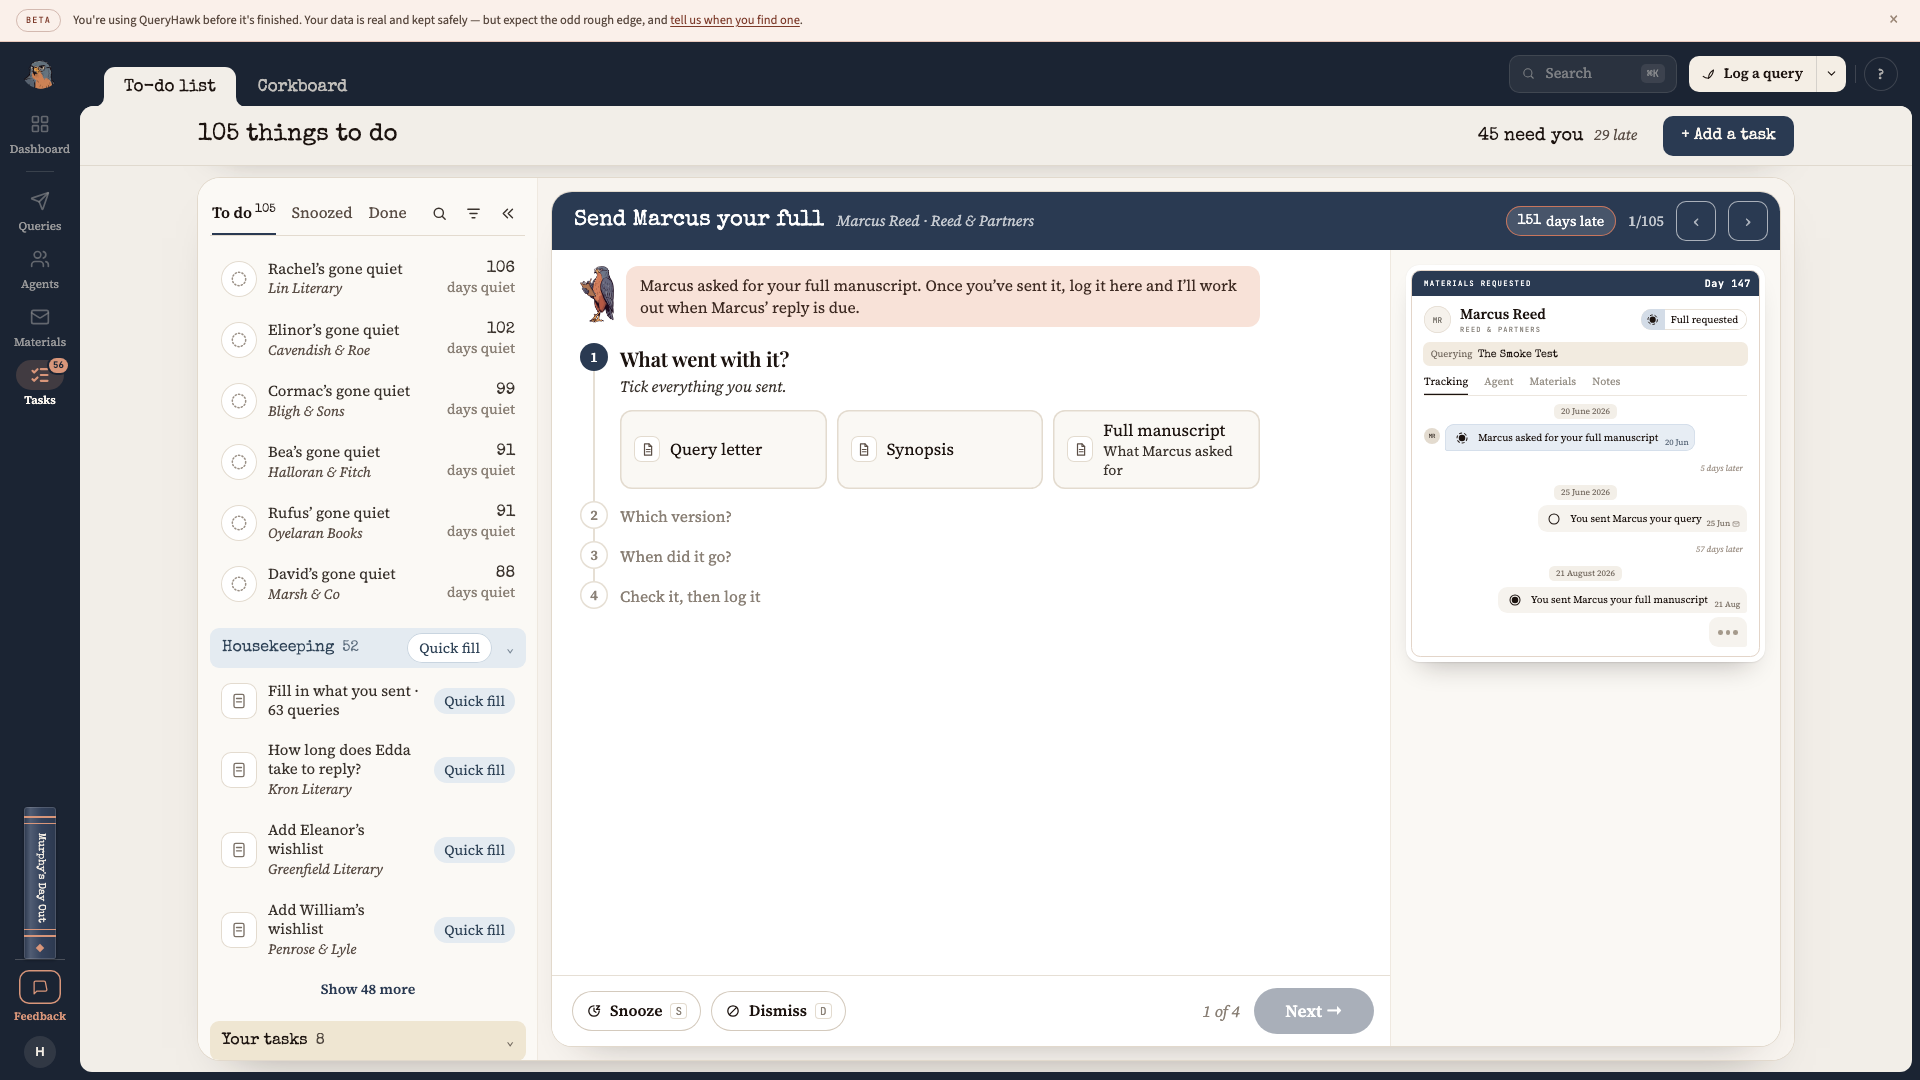 BETA You're using QueryHawk before it's finished. Your data is real and kept safely — but expect the odd rough edge, and tell us when you find one. ×
To-do list
Corkboard
Search ⌘K
Log a query
?
Dashboard
Queries
Agents
Materials
56
Tasks
Murphy's Day Out
Feedback
H
105 things to do
45 need you 29 late
+ Add a task
To do 105
Snoozed
Done
Rachel's gone quiet 106
Lin Literary days quiet
Elinor's gone quiet 102
Cavendish & Roe days quiet
Cormac's gone quiet 99
Bligh & Sons days quiet
Bea's gone quiet 91
Halloran & Fitch days quiet
Rufus' gone quiet 91
Oyelaran Books days quiet
David's gone quiet 88
Marsh & Co days quiet
Housekeeping 52 Quick fill
Fill in what you sent ·
63 queries
Quick fill
How long does Edda
take to reply?
Kron Literary
Quick fill
Add Eleanor's
wishlist
Greenfield Literary
Quick fill
Add William's
wishlist
Penrose & Lyle
Quick fill
Show 48 more
Your tasks 8
Send Marcus your full Marcus Reed · Reed & Partners
151 days late 1/105
Marcus asked for your full manuscript. Once you've sent it, log it here and I'll work
out when Marcus' reply is due.
1 What went with it?
Tick everything you sent.
Query letter
Synopsis
Full manuscript
What Marcus asked
for
2 Which version?
3 When did it go?
4 Check it, then log it
Snooze S
Dismiss D
1 of 4
Next →
MATERIALS REQUESTED Day 147
MR Marcus Reed
REED & PARTNERS
Full requested
Querying The Smoke Test
Tracking Agent Materials Notes
20 June 2026
MR Marcus asked for your full manuscript 20 Jun
5 days later
25 June 2026
You sent Marcus your query 25 Jun
57 days later
21 August 2026
You sent Marcus your full manuscript 21 Aug